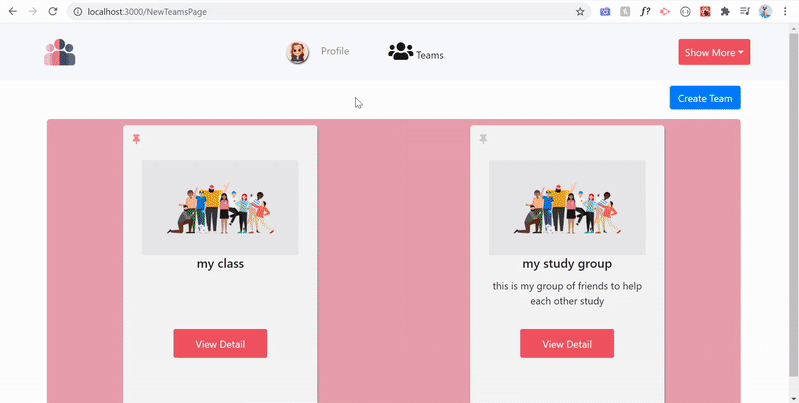 localhost:3000/NewTeamsPage
f?
Profile
Teams
Show More
Create Team
my class
my study group
this is my group of friends to help
each other study
View Detail
View Detail